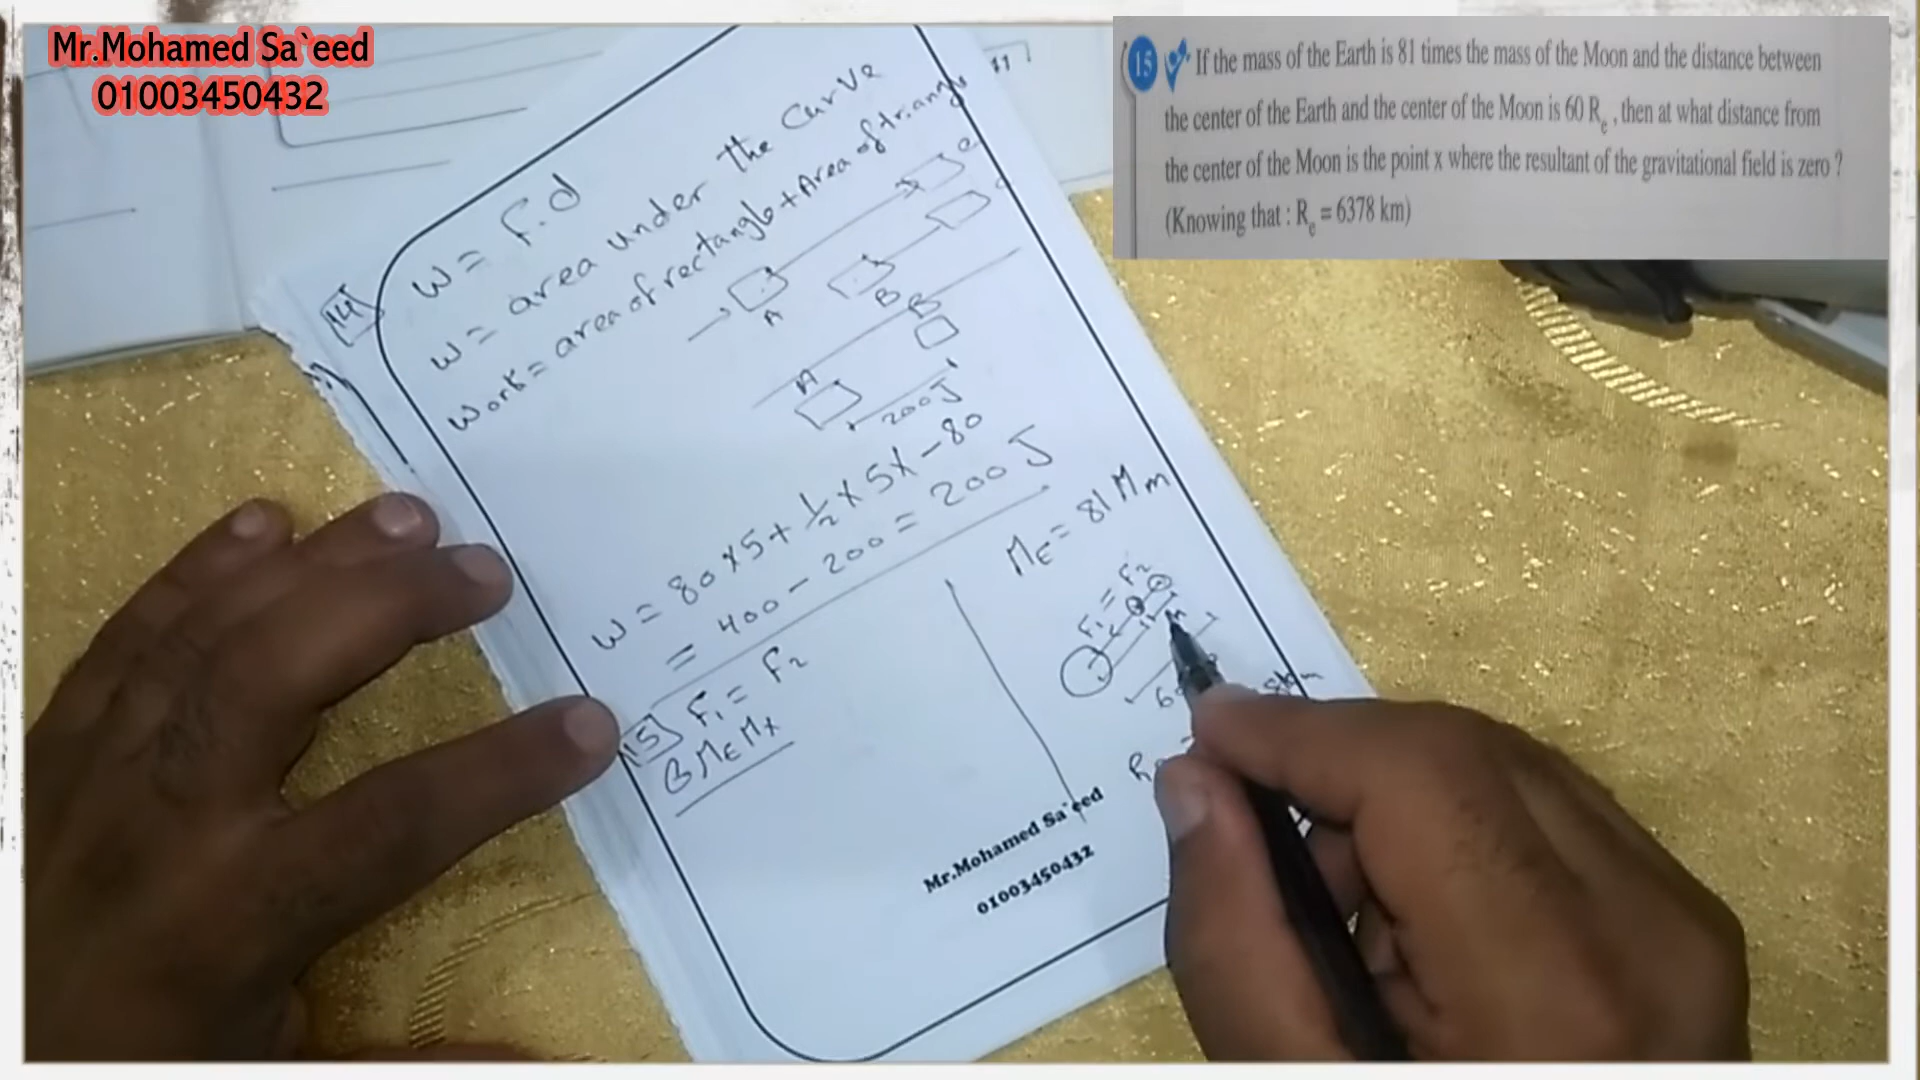 Mr.Mohamed Sa`eed
01003450432
15 If the mass of the Earth is 81 times the mass of the Moon and the distance between
the center of the Earth and the center of the Moon is 60 Re , then at what distance from
the center of the Moon is the point x where the resultant of the gravitational field is zero ?
(Knowing that : Re = 6378 km)
14
W = F.d
W = area under the curve
Work = area of rectangle + Area of triangle
A
B
A
B
200J
W = 80 x 5 + 1/2 x 5 x -80
= 400 - 200 = 200 J
15 F1 = F2
G ME Mx
ME = 81 Mm
F1 = F2
Mr.Mohamed Sa`eed
01003450432